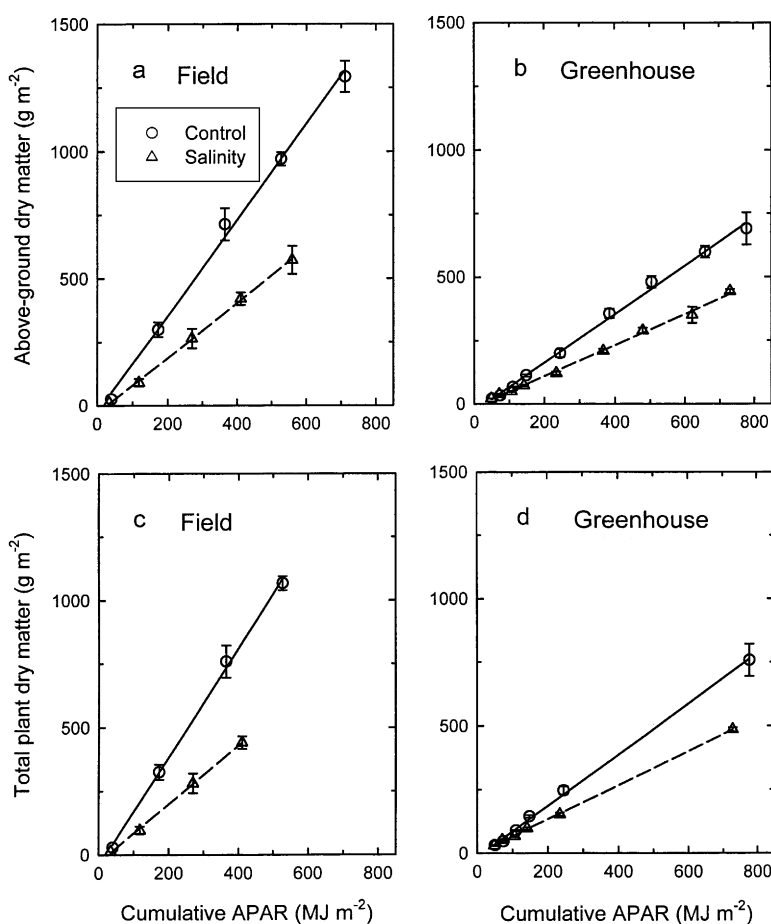 1500
1000
500
0
Above-ground dry matter (g m⁻²)
a Field
Control
Salinity
0 200 400 600 800
1500
1000
500
0
b Greenhouse
0 200 400 600 800
1500
1000
500
0
Total plant dry matter (g m⁻²)
c Field
0 200 400 600 800
Cumulative APAR (MJ m⁻²)
1500
1000
500
0
d Greenhouse
0 200 400 600 800
Cumulative APAR (MJ m⁻²)